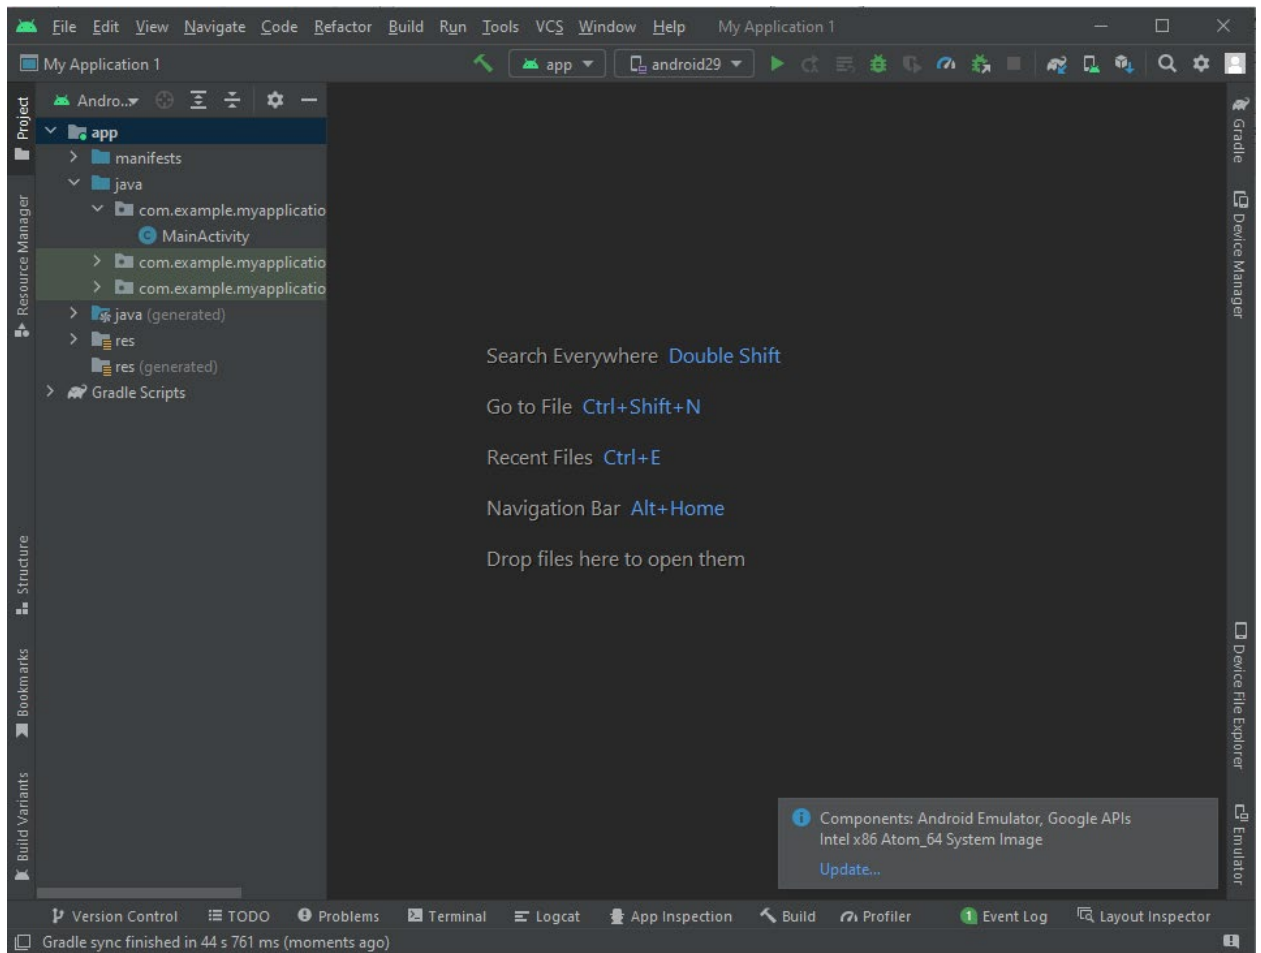 File Edit View Navigate Code Refactor Build Run Tools VCS Window Help My Application 1
My Application 1
app
android29
Andro..
app
manifests
java
com.example.myapplicatio
MainActivity
com.example.myapplicatio
com.example.myapplicatio
java (generated)
res
res (generated)
Gradle Scripts
Project
Resource Manager
Structure
Bookmarks
Build Variants
Search Everywhere Double Shift
Go to File Ctrl+Shift+N
Recent Files Ctrl+E
Navigation Bar Alt+Home
Drop files here to open them
Gradle
Device Manager
Device File Explorer
Emulator
Components: Android Emulator, Google APIs
Intel x86 Atom_64 System Image
Update...
Version Control TODO Problems Terminal Logcat App Inspection Build Profiler 1 Event Log Layout Inspector
Gradle sync finished in 44 s 761 ms (moments ago)